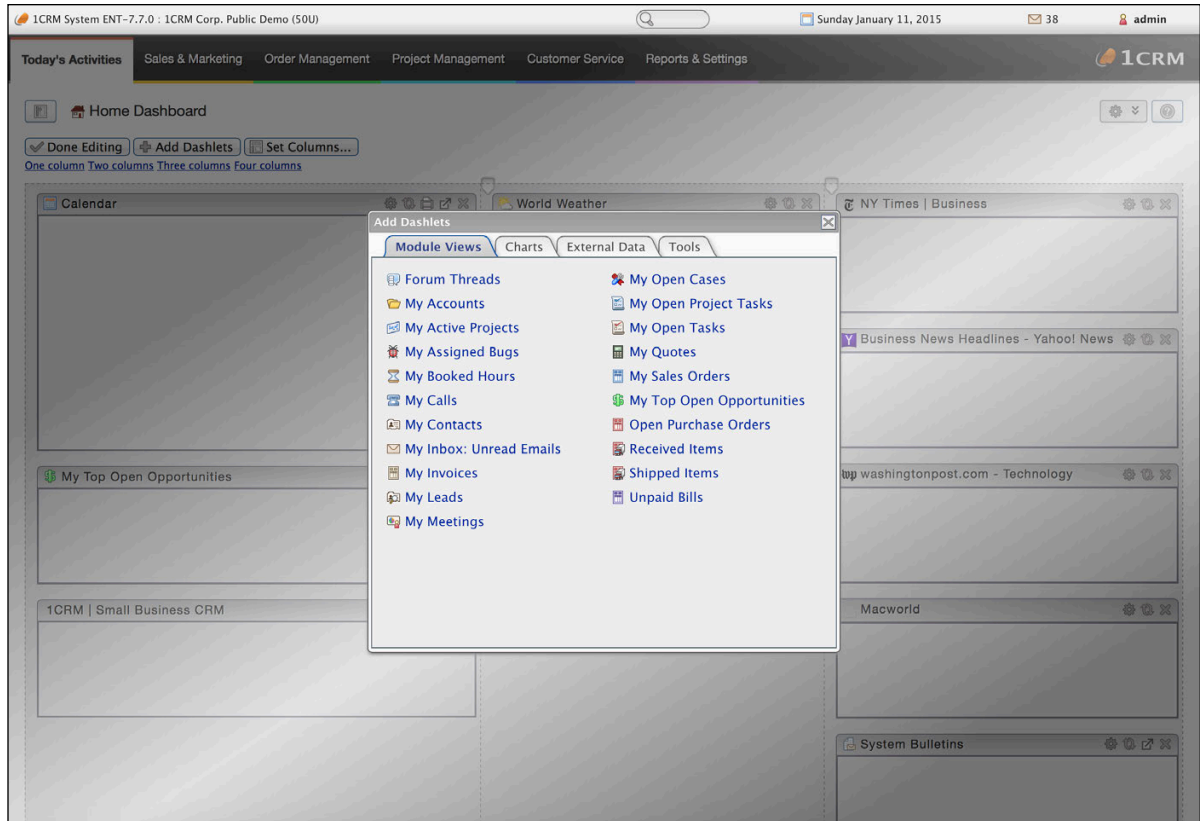 1CRM System ENT-7.7.0 : 1CRM Corp. Public Demo (50U)
Sunday January 11, 2015
38
admin
Today's Activities
Sales & Marketing
Order Management
Project Management
Customer Service
Reports & Settings
1CRM
Home Dashboard
Done Editing
Add Dashlets
Set Columns...
One column Two columns Three columns Four columns
Calendar
World Weather
NY Times | Business
Add Dashlets
Module Views
Charts
External Data
Tools
Forum Threads
My Accounts
My Active Projects
My Assigned Bugs
My Booked Hours
My Calls
My Contacts
My Inbox: Unread Emails
My Invoices
My Leads
My Meetings
My Open Cases
My Open Project Tasks
My Open Tasks
My Quotes
My Sales Orders
My Top Open Opportunities
Open Purchase Orders
Received Items
Shipped Items
Unpaid Bills
Business News Headlines - Yahoo! News
My Top Open Opportunities
wp washingtonpost.com - Technology
1CRM | Small Business CRM
Macworld
System Bulletins